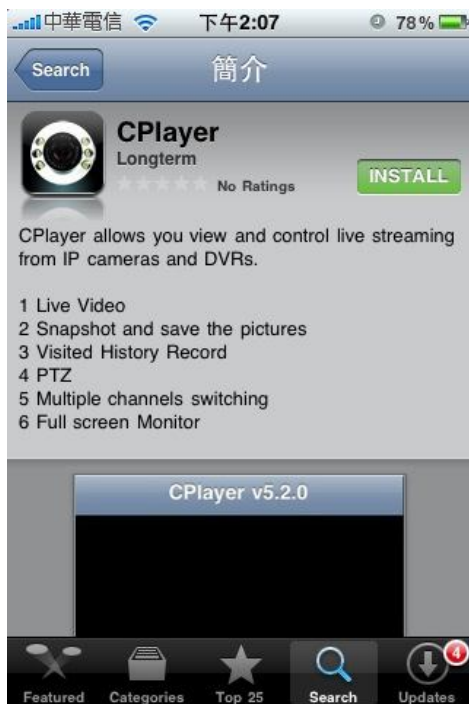 中華電信 下午2:07 78%
Search 簡介
CPlayer
Longterm
No Ratings
INSTALL
CPlayer allows you view and control live streaming
from IP cameras and DVRs.
1 Live Video
2 Snapshot and save the pictures
3 Visited History Record
4 PTZ
5 Multiple channels switching
6 Full screen Monitor
CPlayer v5.2.0
4
Featured Categories Top 25 Search Updates